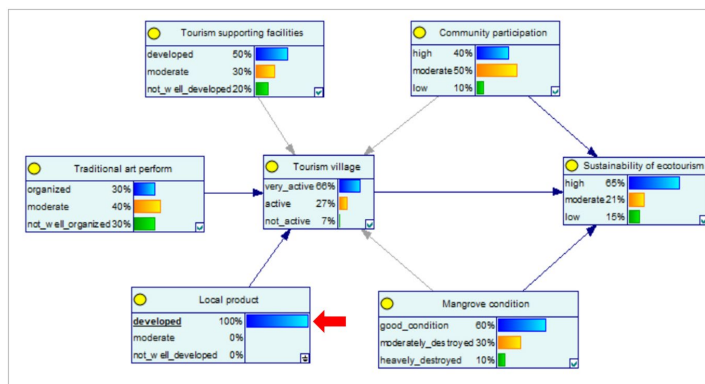 Tourism supporting facilities
developed 50%
moderate 30%
not_well_developed 20%
Community participation
high 40%
moderate 50%
low 10%
Traditional art perform
organized 30%
moderate 40%
not_well_organized 30%
Tourism village
very_active 66%
active 27%
not_active 7%
Sustainability of ecotourism
high 65%
moderate 21%
low 15%
Local product
developed 100%
moderate 0%
not_well_developed 0%
Mangrove condition
good_condition 60%
moderately_destroyed 30%
heavely_destroyed 10%